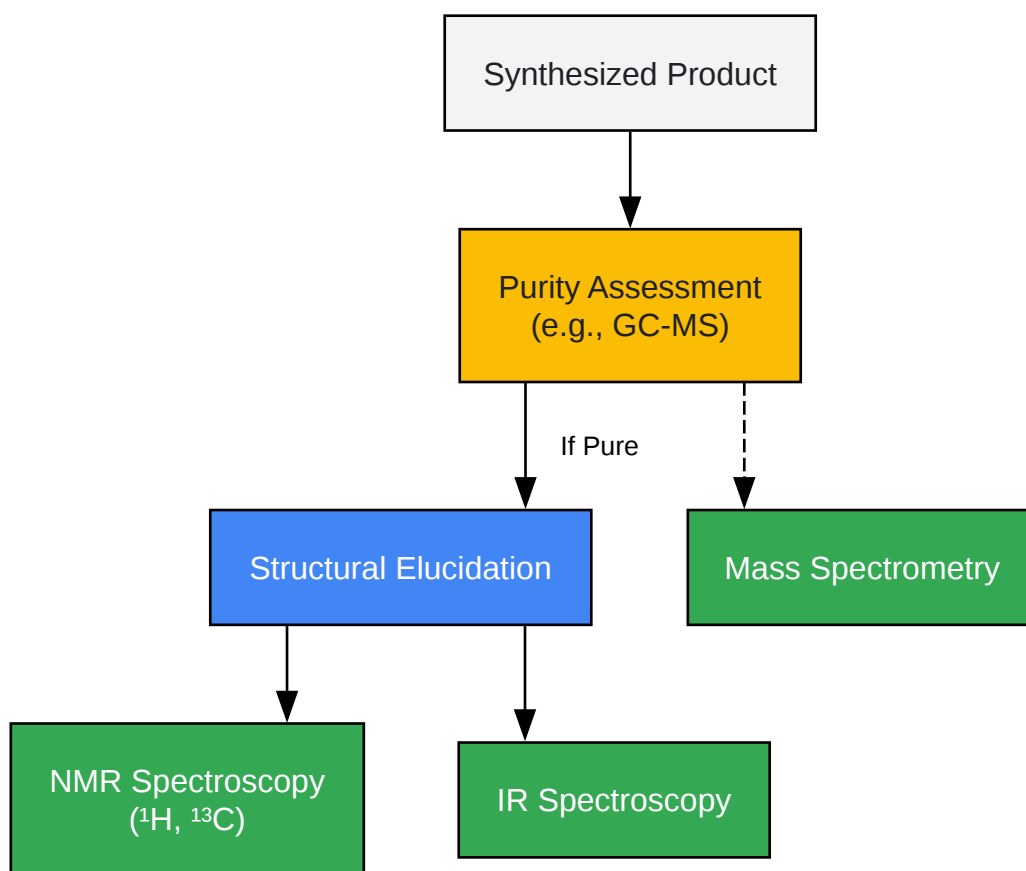 Synthesized Product
Purity Assessment
(e.g., GC-MS)
If Pure
Structural Elucidation
Mass Spectrometry
NMR Spectroscopy
(¹H, ¹³C)
IR Spectroscopy